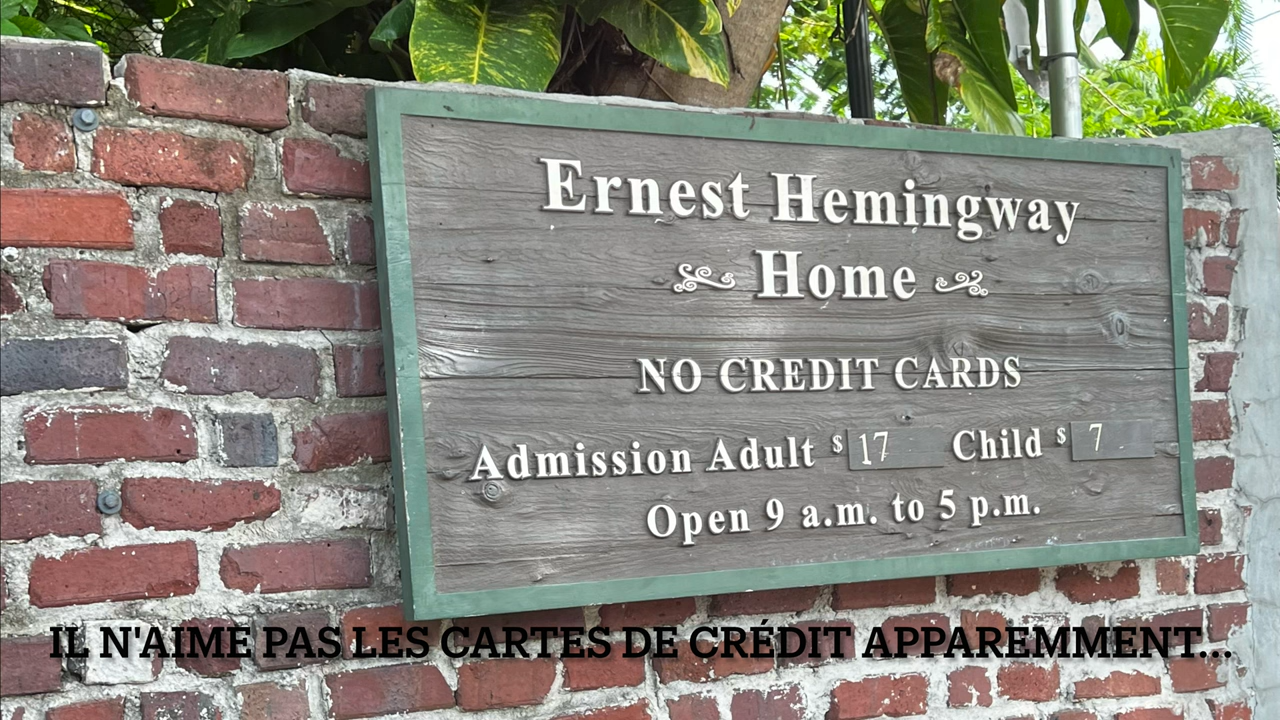 Ernest Hemingway
Home
NO CREDIT CARDS
Admission Adult $17 Child $7
Open 9 a.m. to 5 p.m.
IL N'AIME PAS LES CARTES DE CRÉDIT APPAREMMENT...